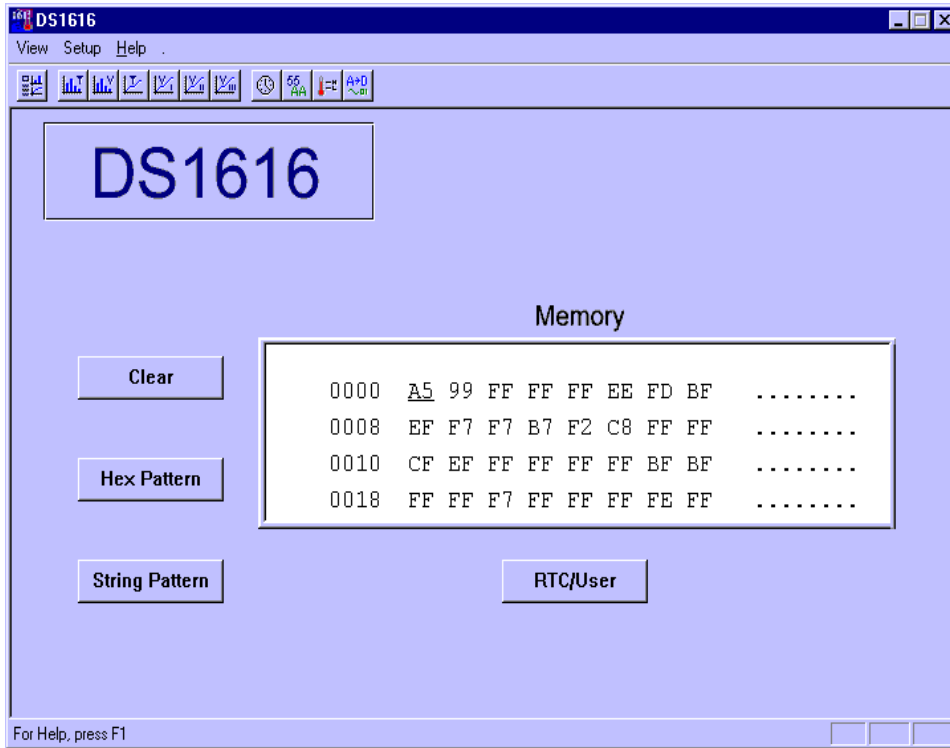 DS1616
View Setup Help .
DS1616
Memory
Clear
0000 A5 99 FF FF FF EE FD BF ........
0008 EF F7 F7 B7 F2 C8 FF FF ........
Hex Pattern
0010 CF EF FF FF FF FF BF BF ........
0018 FF FF F7 FF FF FF FE FF ........
String Pattern
RTC/User
For Help, press F1